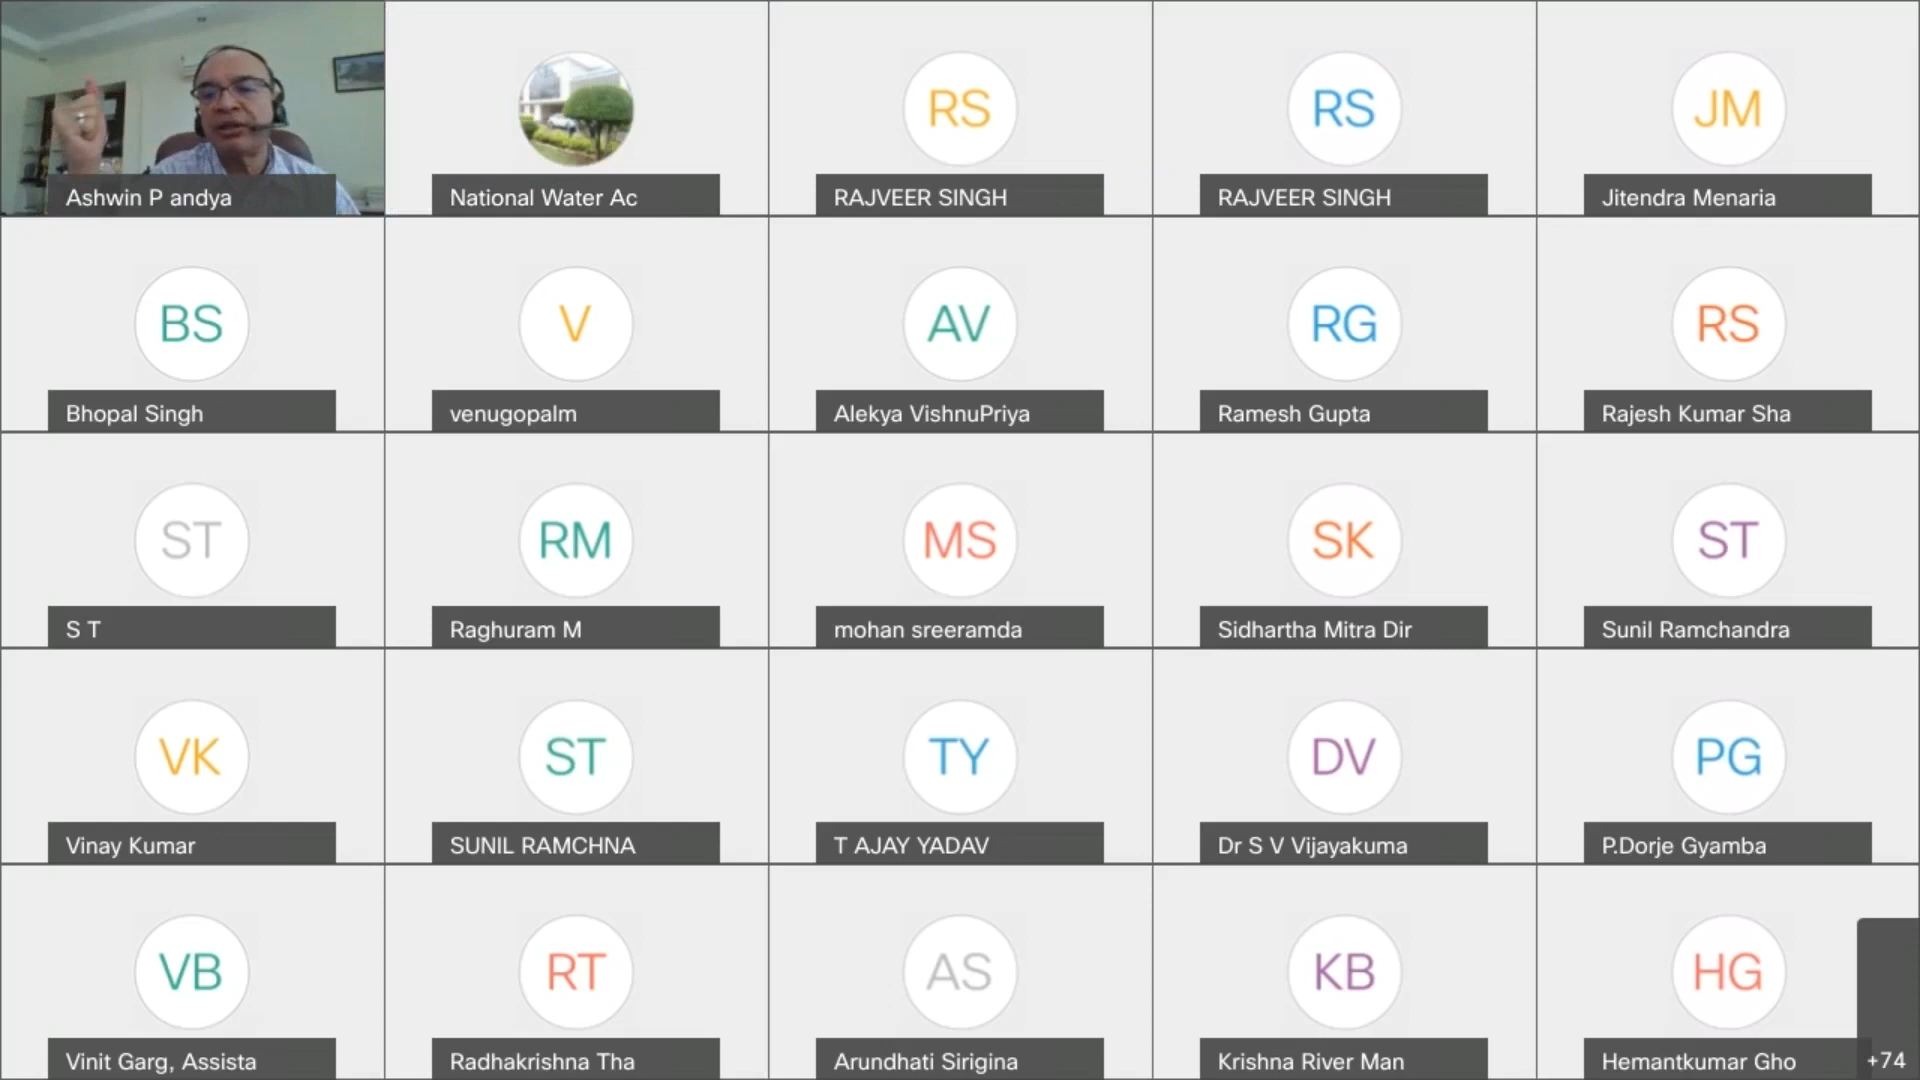 Ashwin P andya
National Water Ac
RS
RAJVEER SINGH
RS
RAJVEER SINGH
JM
Jitendra Menaria
BS
Bhopal Singh
V
venugopalm
AV
Alekya VishnuPriya
RG
Ramesh Gupta
RS
Rajesh Kumar Sha
ST
S T
RM
Raghuram M
MS
mohan sreeramda
SK
Sidhartha Mitra Dir
ST
Sunil Ramchandra
VK
Vinay Kumar
ST
SUNIL RAMCHNA
TY
T AJAY YADAV
DV
Dr S V Vijayakuma
PG
P.Dorje Gyamba
VB
Vinit Garg, Assista
RT
Radhakrishna Tha
AS
Arundhati Sirigina
KB
Krishna River Man
HG
Hemantkumar Gho
+74